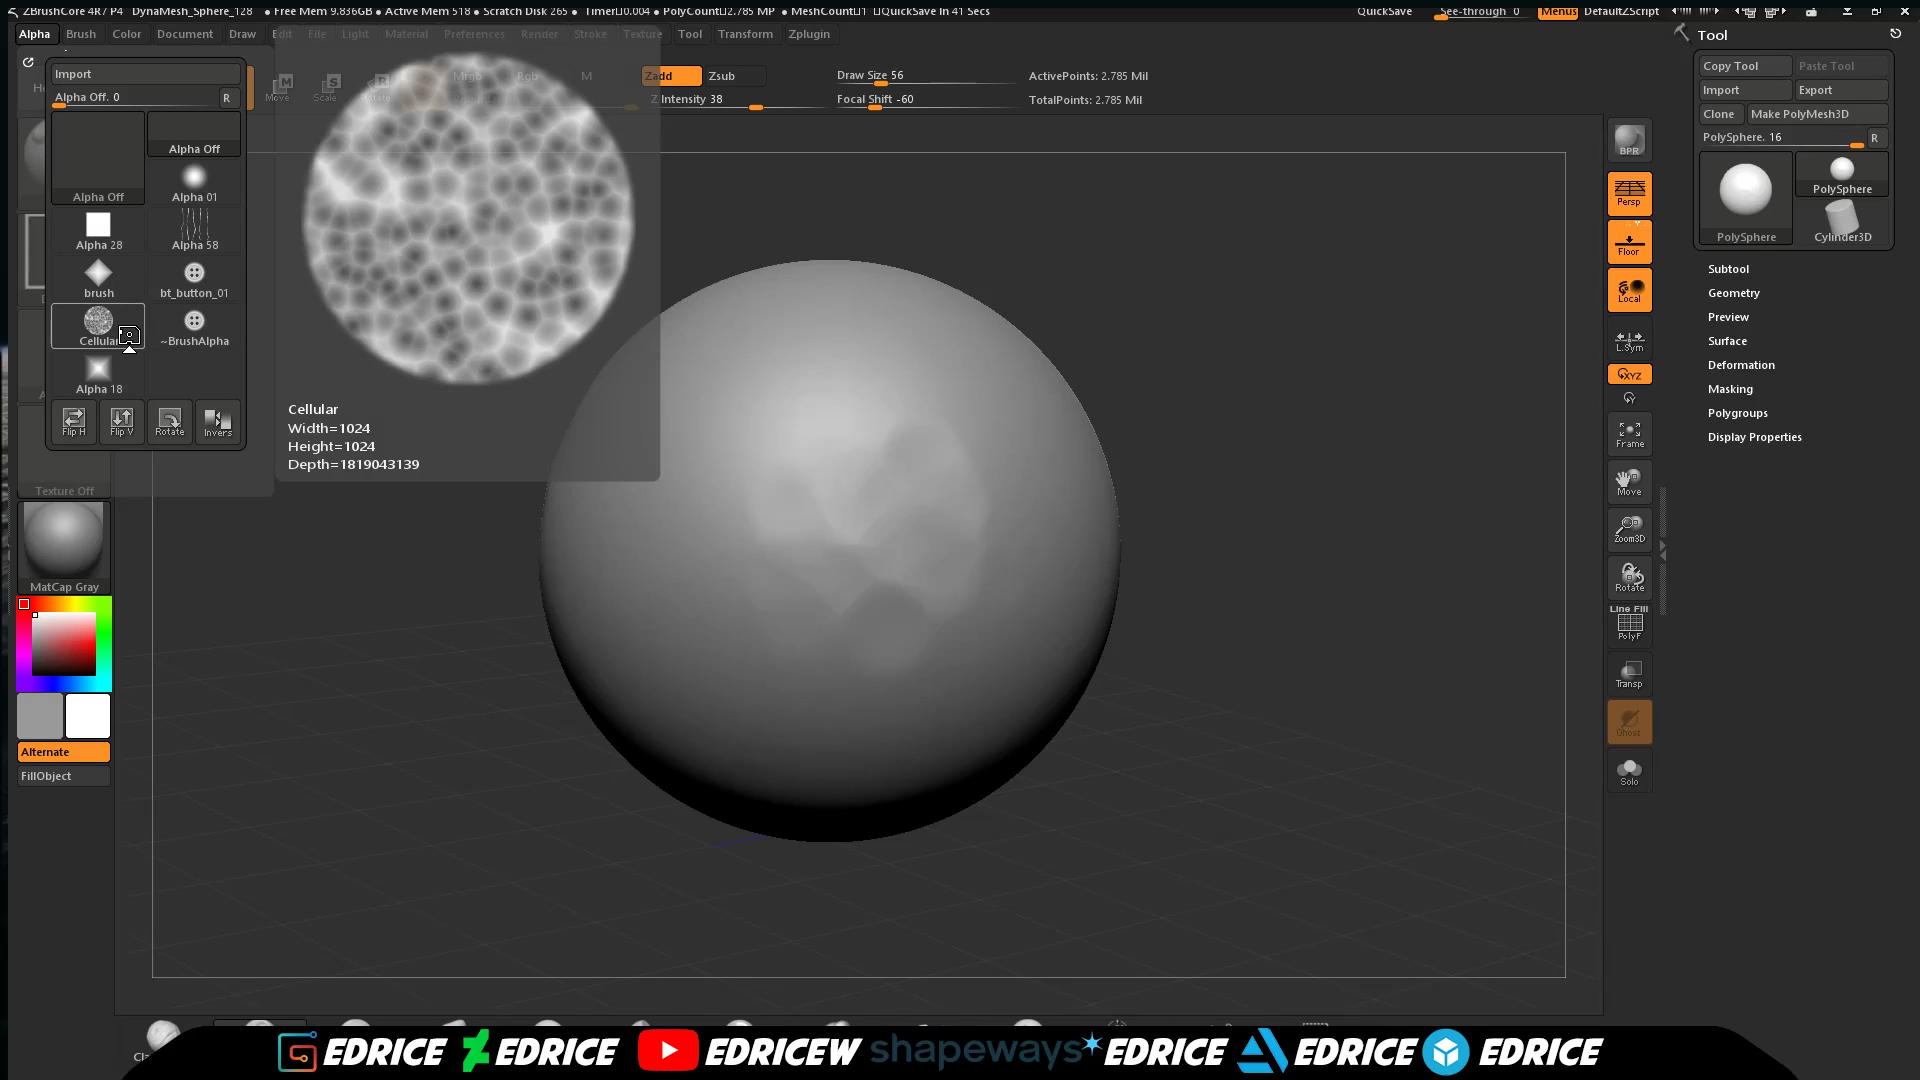 ZBrushCore 4R7 P4 DynaMesh_Sphere_128 • Free Mem 9.836GB • Active Mem 518 • Scratch Disk 265 • Timer▯0.004 • PolyCount▯2.785 MP • MeshCount▯1 ▯QuickSave In 41 Secs QuickSave See-through 0 Menus DefaultZScript
Alpha Brush Color Document Draw Edit File Light Material Preferences Render Stroke Texture Tool Transform Zplugin
Tool
Import
Alpha Off. 0 R
Alpha Off
Alpha Off
Alpha 01
Alpha 28
Alpha 58
brush
bt_button_01
Cellular
~BrushAlpha
Alpha 18
Flip H Flip V Rotate Invers
Move Scale Rotate
Mrgb Rgb M
Zadd Zsub
Z Intensity 38
Draw Size 56
Focal Shift -60
ActivePoints: 2.785 Mil
TotalPoints: 2.785 Mil
Cellular
Width=1024
Height=1024
Depth=1819043139
Texture Off
MatCap Gray
Alternate
FillObject
BPR
Persp
Floor
Local
L.Sym
XYZ
Y
Frame
Move
Zoom3D
Rotate
Line Fill
PolyF
Transp
Ghost
Solo
Copy Tool Paste Tool
Import Export
Clone Make PolyMesh3D
PolySphere. 16 R
PolySphere
PolySphere
Cylinder3D
Subtool
Geometry
Preview
Surface
Deformation
Masking
Polygroups
Display Properties
EDRICE EDRICE EDRICEW shapeways EDRICE EDRICE EDRICE